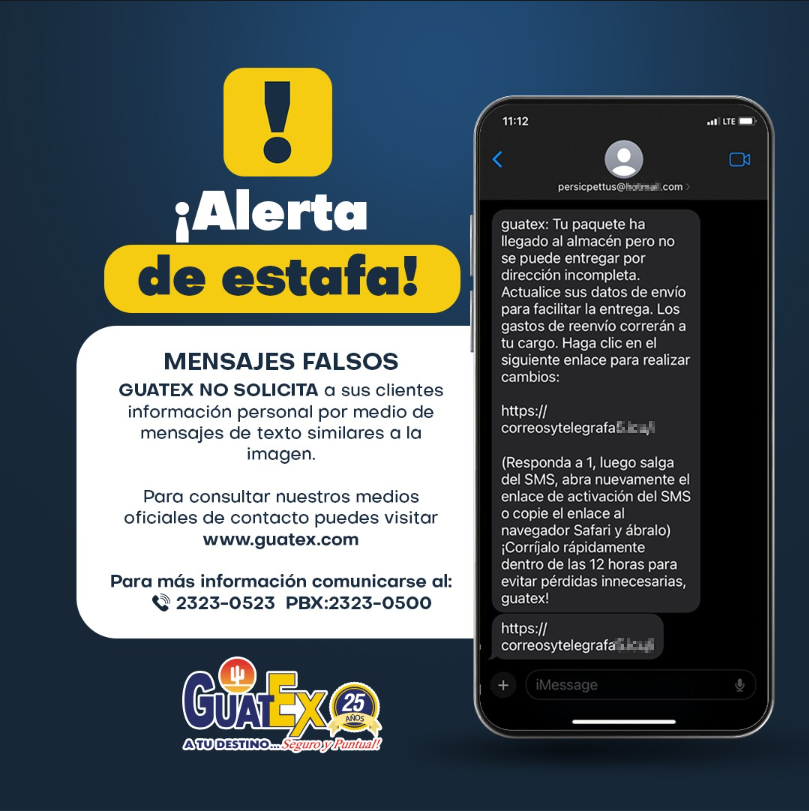 ¡Alerta
de estafa!
MENSAJES FALSOS
GUATEX NO SOLICITA a sus clientes
información personal por medio de
mensajes de texto similares a la
imagen.
Para consultar nuestros medios
oficiales de contacto puedes visitar
www.guatex.com
Para más información comunicarse al:
2323-0523 PBX:2323-0500
GUATEX
25
AÑOS
A TU DESTINO... Seguro y Puntual!
11:12
LTE
persicpettus@hotmail.com
guatex: Tu paquete ha
llegado al almacén pero no
se puede entregar por
dirección incompleta.
Actualice sus datos de envío
para facilitar la entrega. Los
gastos de reenvío correrán a
tu cargo. Haga clic en el
siguiente enlace para realizar
cambios:
https://
correosytelegrafa
(Responda a 1, luego salga
del SMS, abra nuevamente el
enlace de activación del SMS
o copie el enlace al
navegador Safari y ábralo)
¡Corríjalo rápidamente
dentro de las 12 horas para
evitar pérdidas innecesarias,
guatex!
https://
correosytelegrafa
iMessage